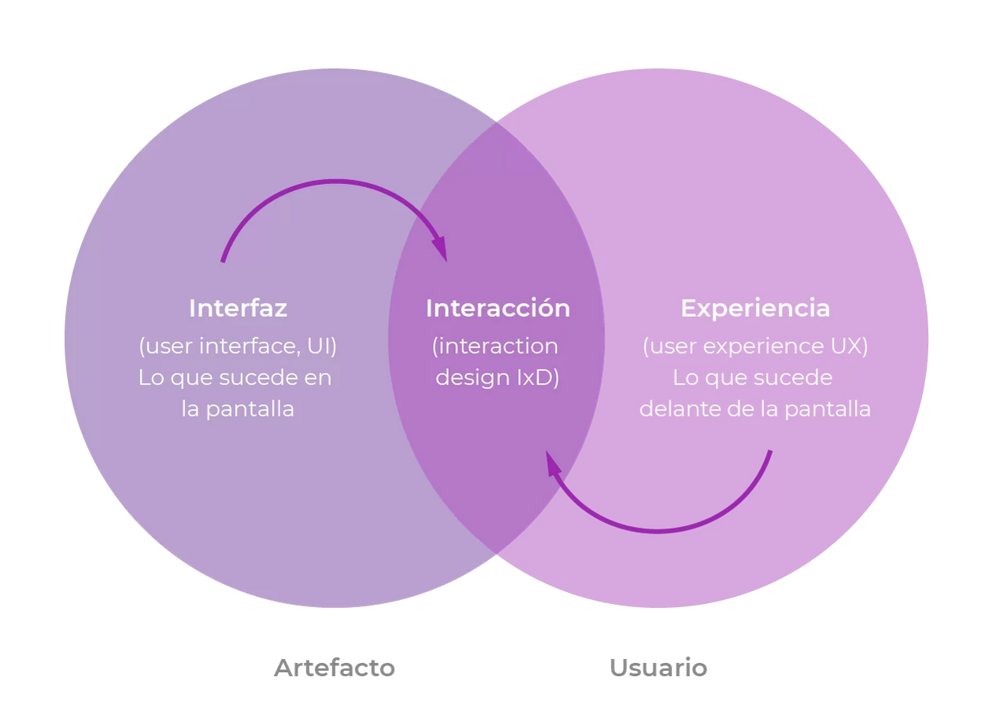 Interfaz
(user interface, UI)
Lo que sucede en
la pantalla
Interacción
(interaction
design IxD)
Experiencia
(user experience UX)
Lo que sucede
delante de la pantalla
Artefacto
Usuario